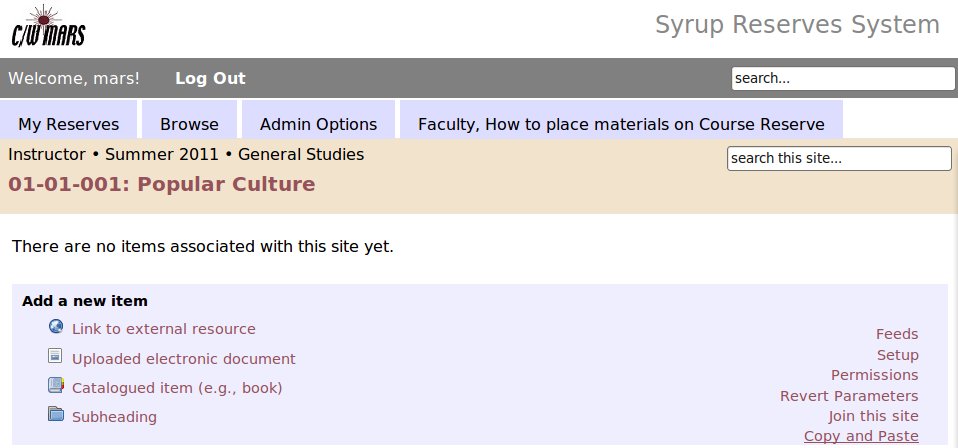 C/W MARS
Syrup Reserves System
Welcome, mars! Log Out search...
My Reserves Browse Admin Options Faculty, How to place materials on Course Reserve
Instructor • Summer 2011 • General Studies search this site...
01-01-001: Popular Culture
There are no items associated with this site yet.
Add a new item
Link to external resource
Uploaded electronic document
Catalogued item (e.g., book)
Subheading
Feeds
Setup
Permissions
Revert Parameters
Join this site
Copy and Paste